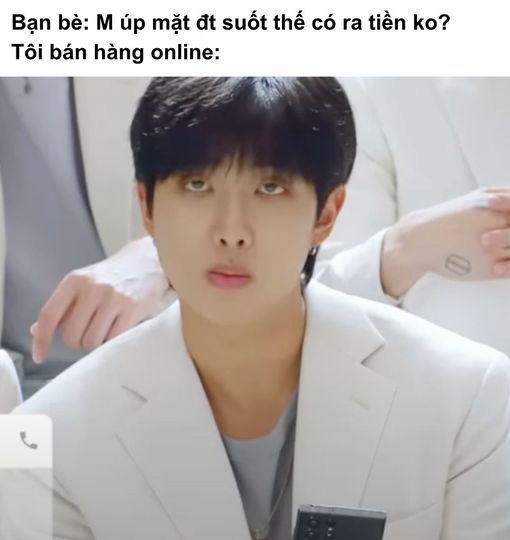 Bạn bè: M úp mặt đt suốt thế có ra tiền ko?
Tôi bán hàng online: